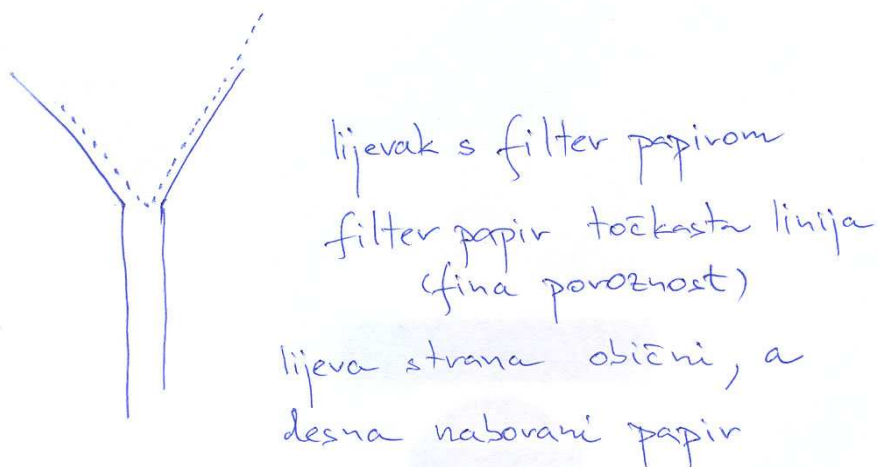 lijevak s filter papirom
filter papir točkasta linija
(fina poroznost)
lijeva strana obični, a
desna naborani papir